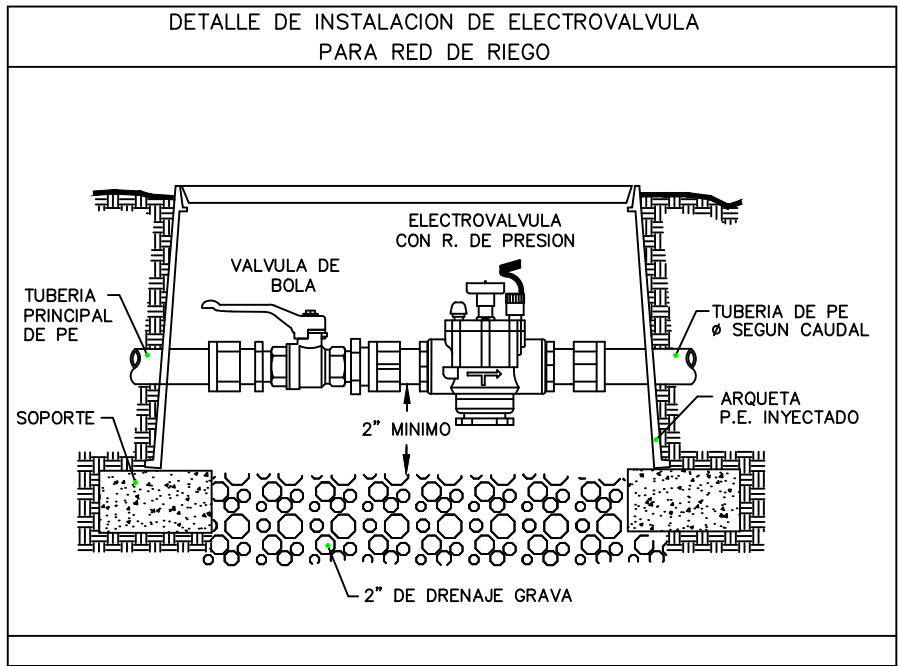 DETALLE DE INSTALACION DE ELECTROVALVULA
PARA RED DE RIEGO
ELECTROVALVULA
CON R. DE PRESION
VALVULA DE
BOLA
TUBERIA
PRINCIPAL
DE PE
TUBERIA DE PE
Ø SEGUN CAUDAL
SOPORTE
ARQUETA
P.E. INYECTADO
2" MINIMO
2" DE DRENAJE GRAVA